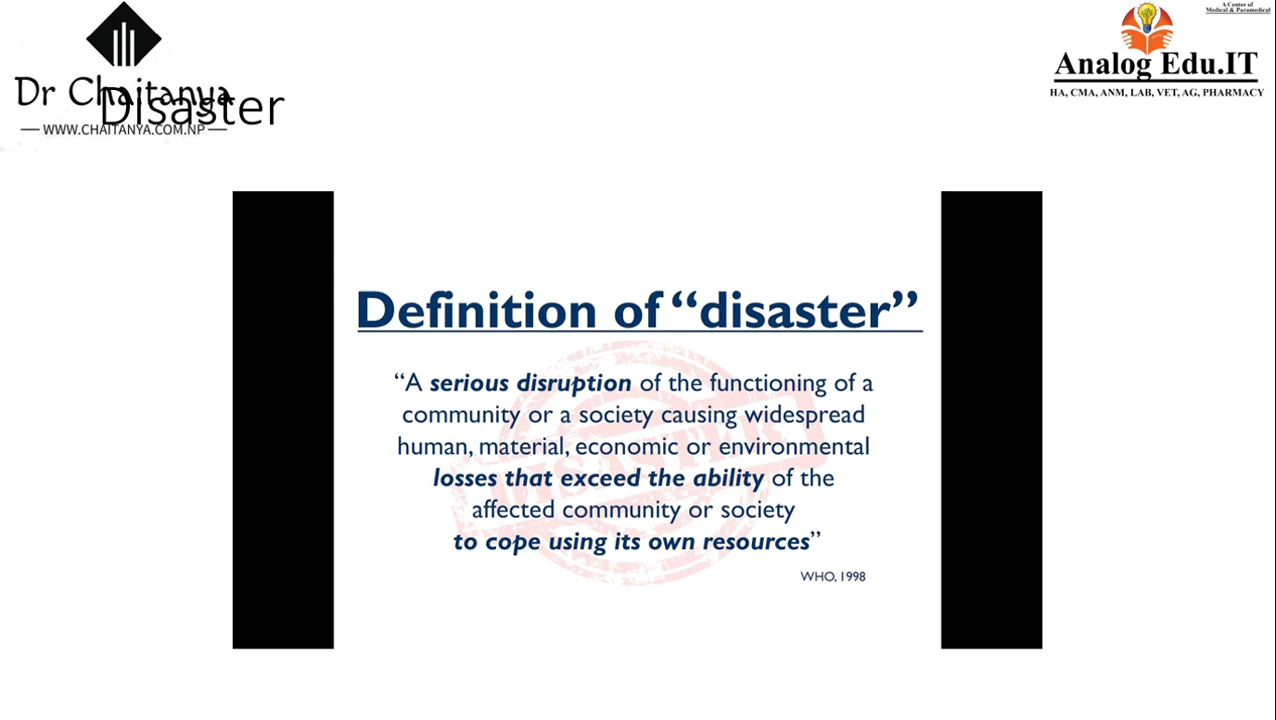 A Center of
Medical & Paramedical
Dr Chaitanya
Disaster
WWW.CHAITANYA.COM.NP
Analog Edu.IT
HA, CMA, ANM, LAB, VET, AG, PHARMACY
Definition of “disaster”
“A serious disruption of the functioning of a
community or a society causing widespread
human, material, economic or environmental
losses that exceed the ability of the
affected community or society
to cope using its own resources”
WHO, 1998
DISASTER